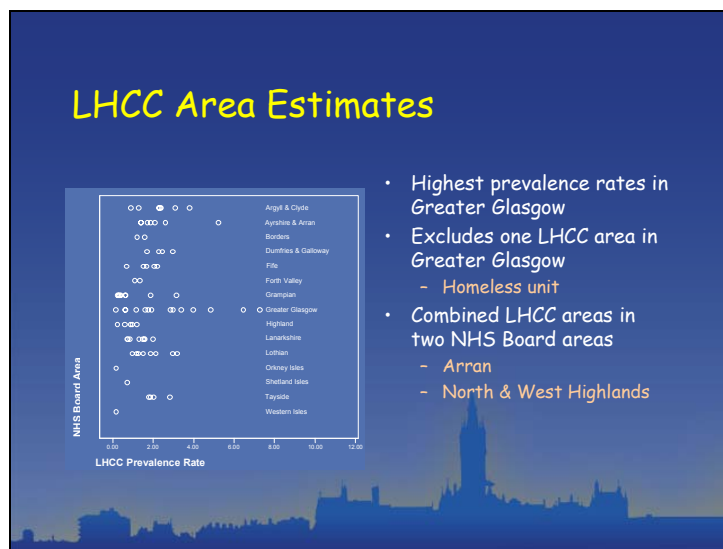 LHCC Area Estimates
Argyll & Clyde
Ayrshire & Arran
Borders
Dumfries & Galloway
Fife
Forth Valley
Grampian
Greater Glasgow
Highland
Lanarkshire
Lothian
Orkney Isles
Shetland Isles
Tayside
Western Isles
NHS Board Area
0.00 2.00 4.00 6.00 8.00 10.00 12.00
LHCC Prevalence Rate
• Highest prevalence rates in
Greater Glasgow
• Excludes one LHCC area in
Greater Glasgow
– Homeless unit
• Combined LHCC areas in
two NHS Board areas
– Arran
– North & West Highlands